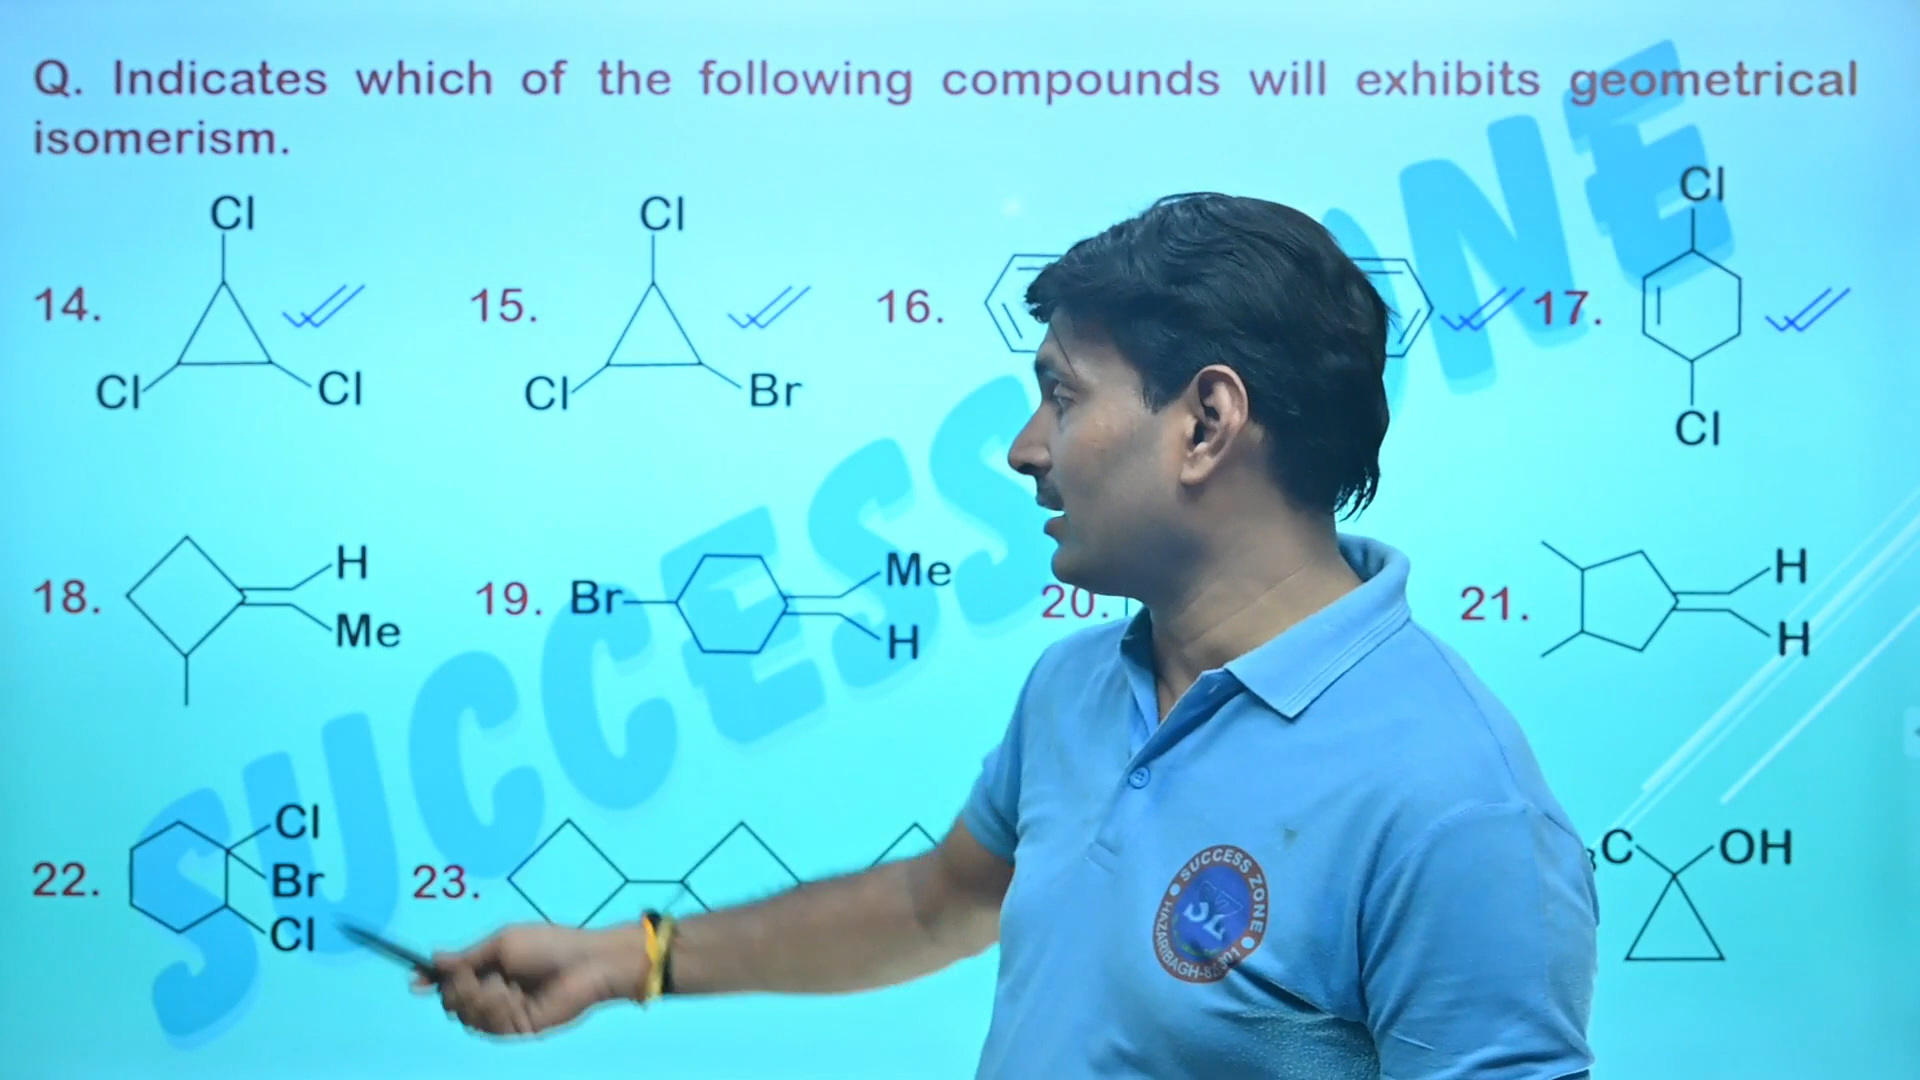 Q. Indicates which of the following compounds will exhibits geometrical
isomerism.
14. Cl Cl Cl
15. Cl Cl Br
16.
17. Cl Cl
18. H Me
19. Br Me H
20.
21. H H
22. Cl Br Cl
23.
C OH
SUCCESS ZONE
SUCCESS ZONE
SZ
HAZARIBAGH